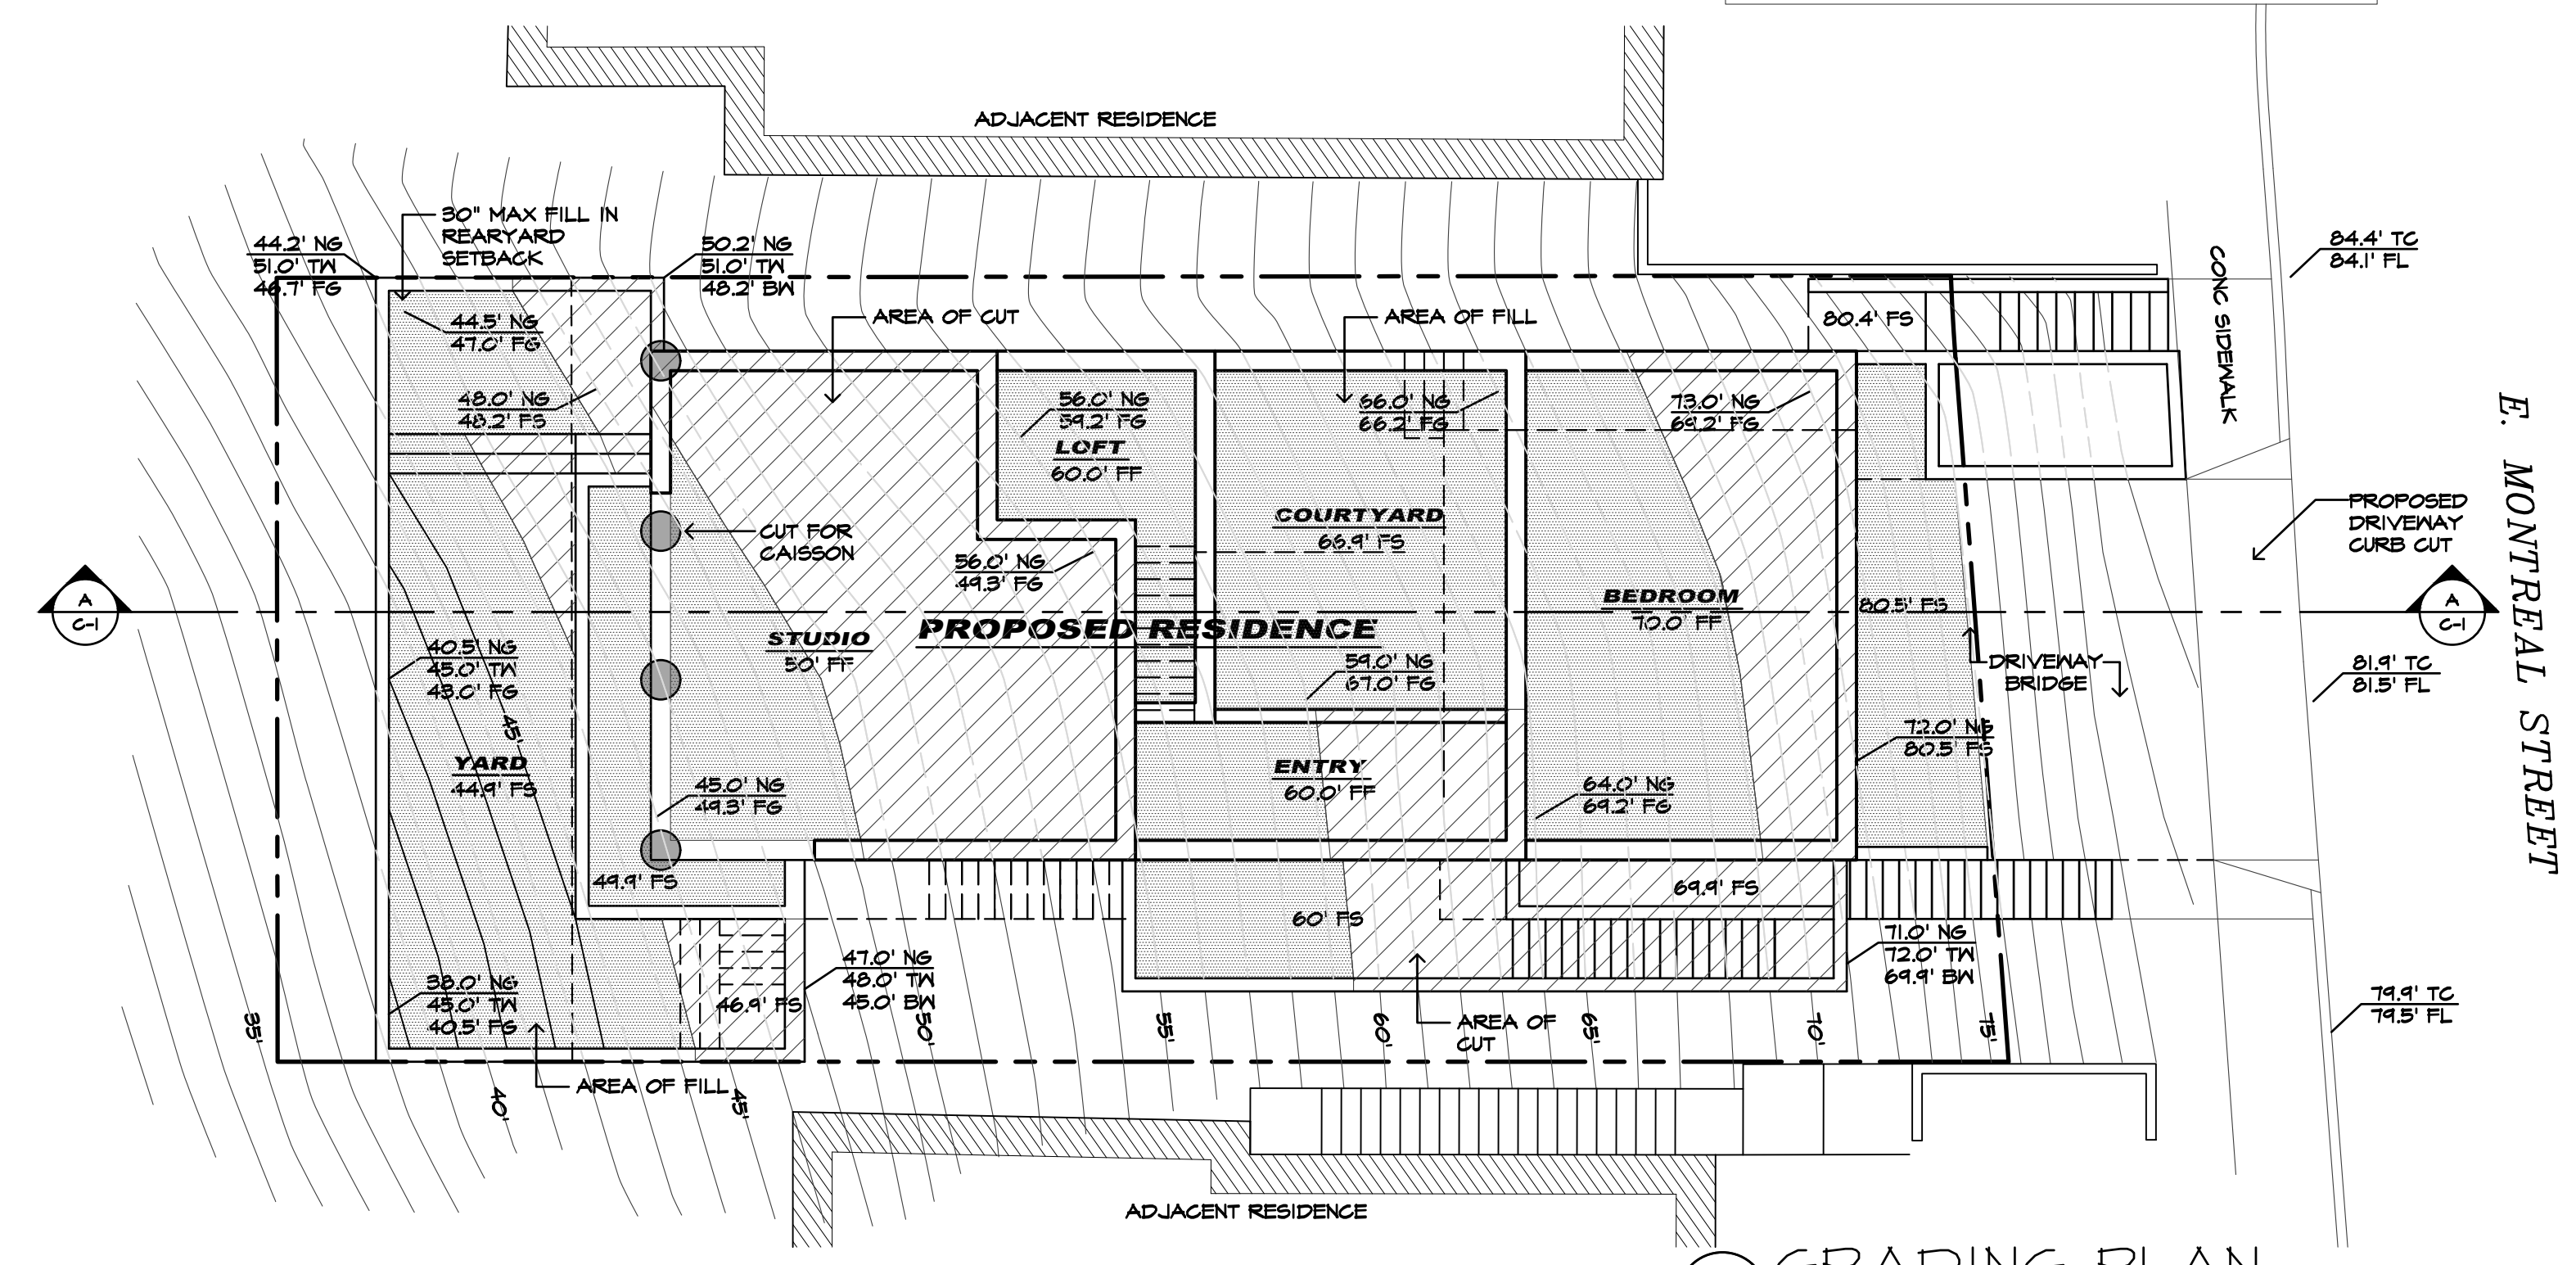 ADJACENT RESIDENCE
30" MAX FILL IN
REARYARD
SETBACK
44.2' NG
51.0' TW
46.7' FG
50.2' NG
51.0' TW
48.2' BW
84.4' TC
84.1' FL
CONC SIDEWALK
44.5' NG
47.0' FG
AREA OF CUT
AREA OF FILL
80.4' FS
48.0' NG
48.2' FS
56.0' NG
59.2' FG
LOFT
60.0' FF
66.0' NG
66.2' FG
73.0' NG
69.2' FG
E. MONTREAL STREET
CUT FOR
CAISSON
COURTYARD
66.9' FS
PROPOSED
DRIVEWAY
CURB CUT
56.0' NG
49.3' FG
A
C-1
BEDROOM
70.0' FF
80.5' FS
A
C-1
STUDIO
50' FF
PROPOSED RESIDENCE
40.5' NG
45.0' TW
43.0' FG
59.0' NG
67.0' FG
DRIVEWAY
BRIDGE
81.9' TC
81.5' FL
45'
YARD
44.9' FS
72.0' NG
80.5' FS
45.0' NG
49.3' FG
ENTRY
60.0' FF
64.0' NG
69.2' FG
49.9' FS
60' FS
69.9' FS
47.0' NG
48.0' TW
45.0' BW
71.0' NG
72.0' TW
69.9' BW
38.0' NG
45.0' TW
40.5' FG
46.9' FS
79.9' TC
79.5' FL
35'
50'
55'
60'
AREA OF
CUT
65'
70'
75'
AREA OF FILL
40'
45'
ADJACENT RESIDENCE
GRADING PLAN